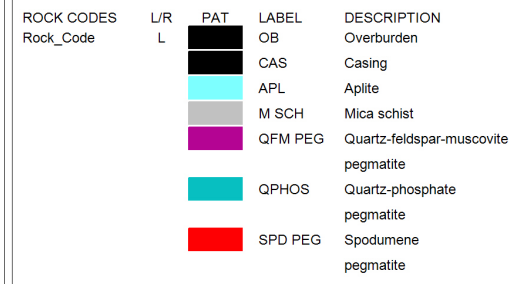 ROCK CODES L/R PAT LABEL DESCRIPTION
Rock_Code L OB Overburden
CAS Casing
APL Aplite
M SCH Mica schist
QFM PEG Quartz-feldspar-muscovite
pegmatite
QPHOS Quartz-phosphate
pegmatite
SPD PEG Spodumene
pegmatite